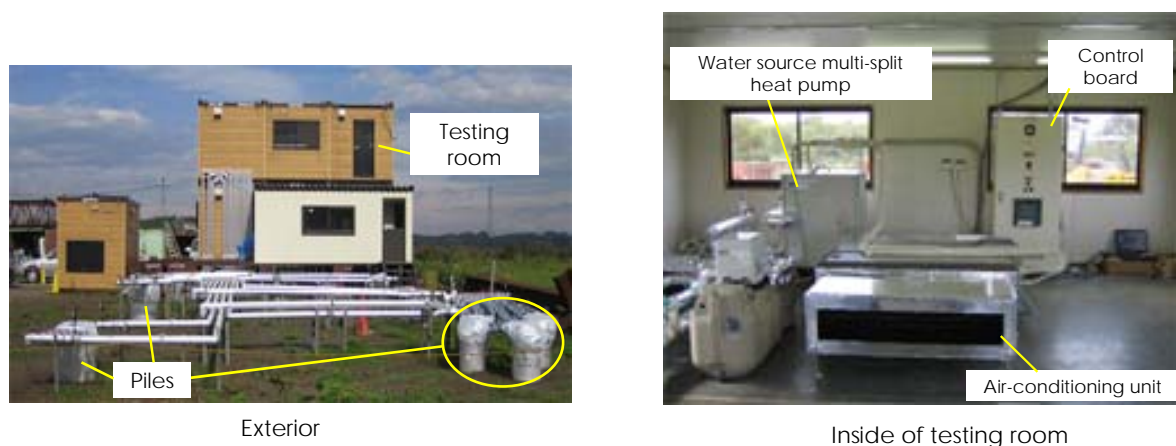 Testing
room
Piles
Exterior
Water source multi-split
heat pump
Control
board
Air-conditioning unit
Inside of testing room